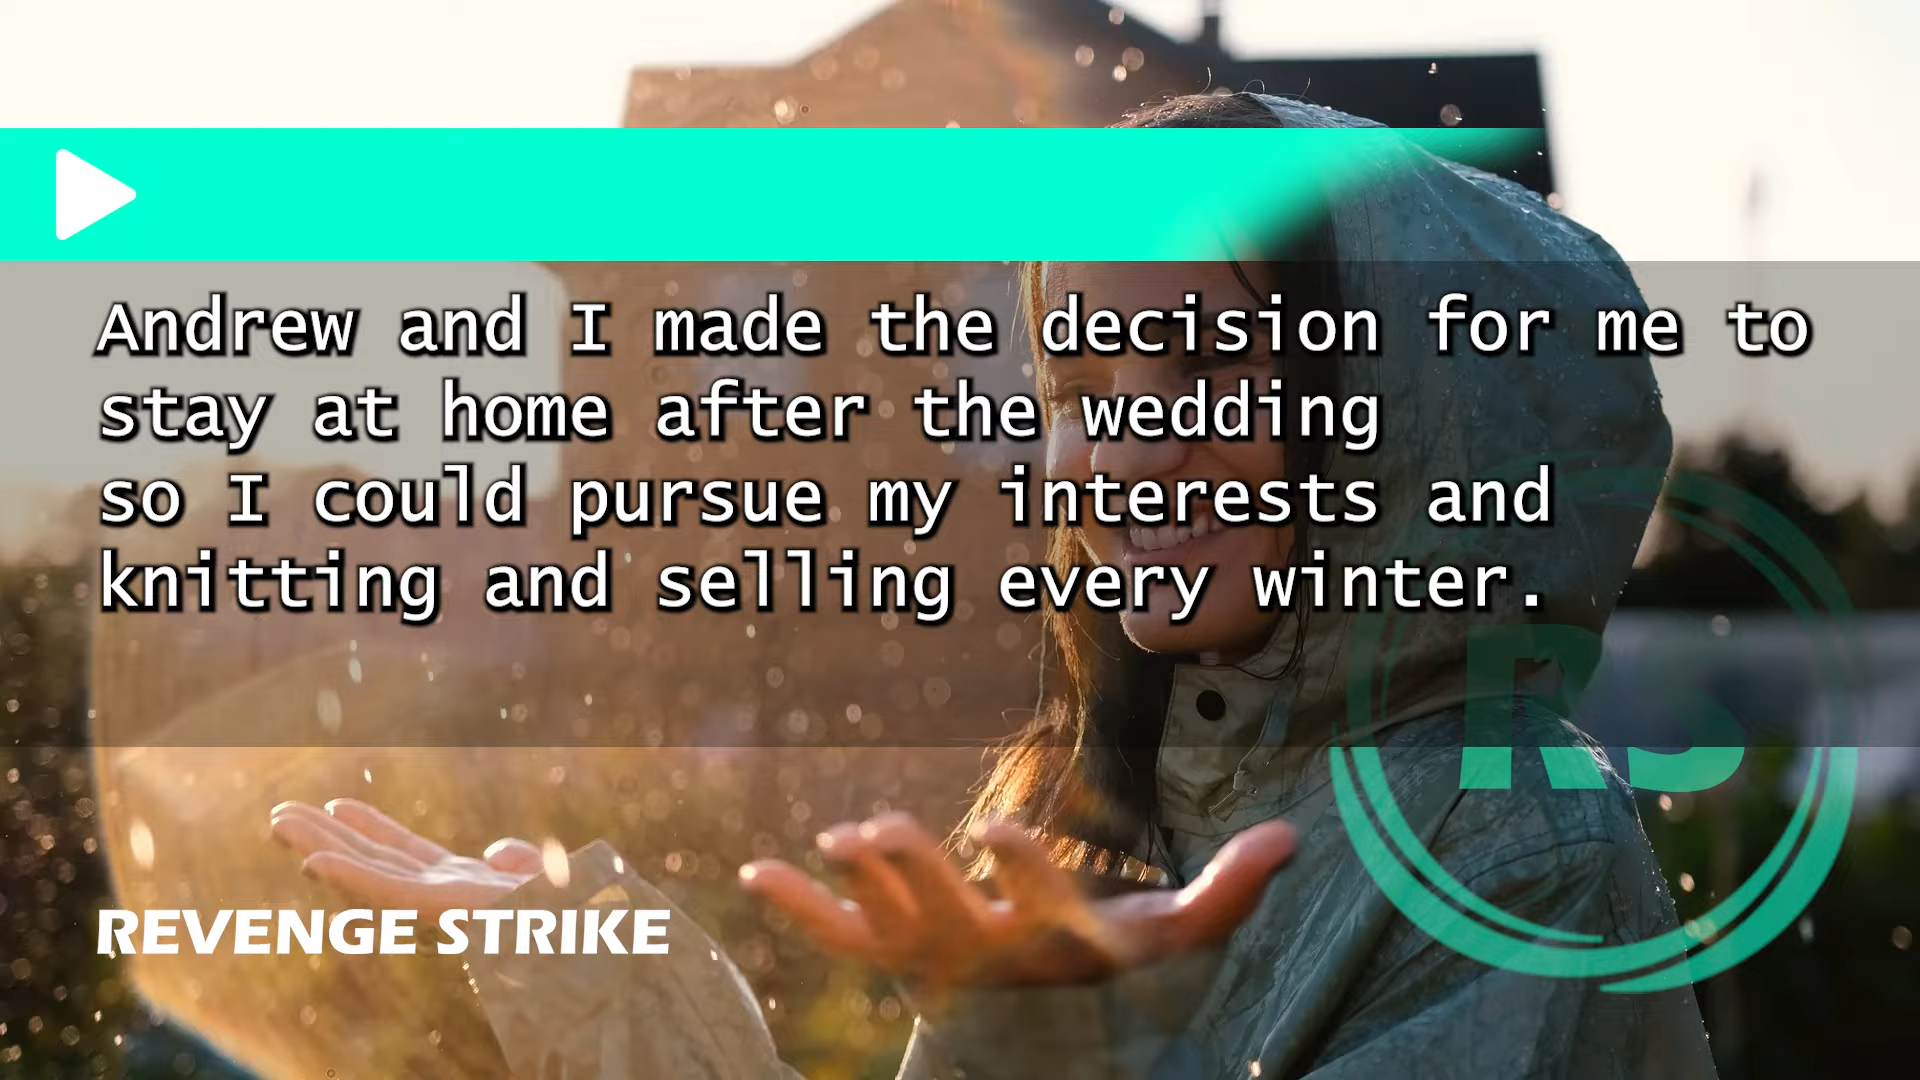 Andrew and I made the decision for me to
stay at home after the wedding
so I could pursue my interests and
knitting and selling every winter.
RS
REVENGE STRIKE